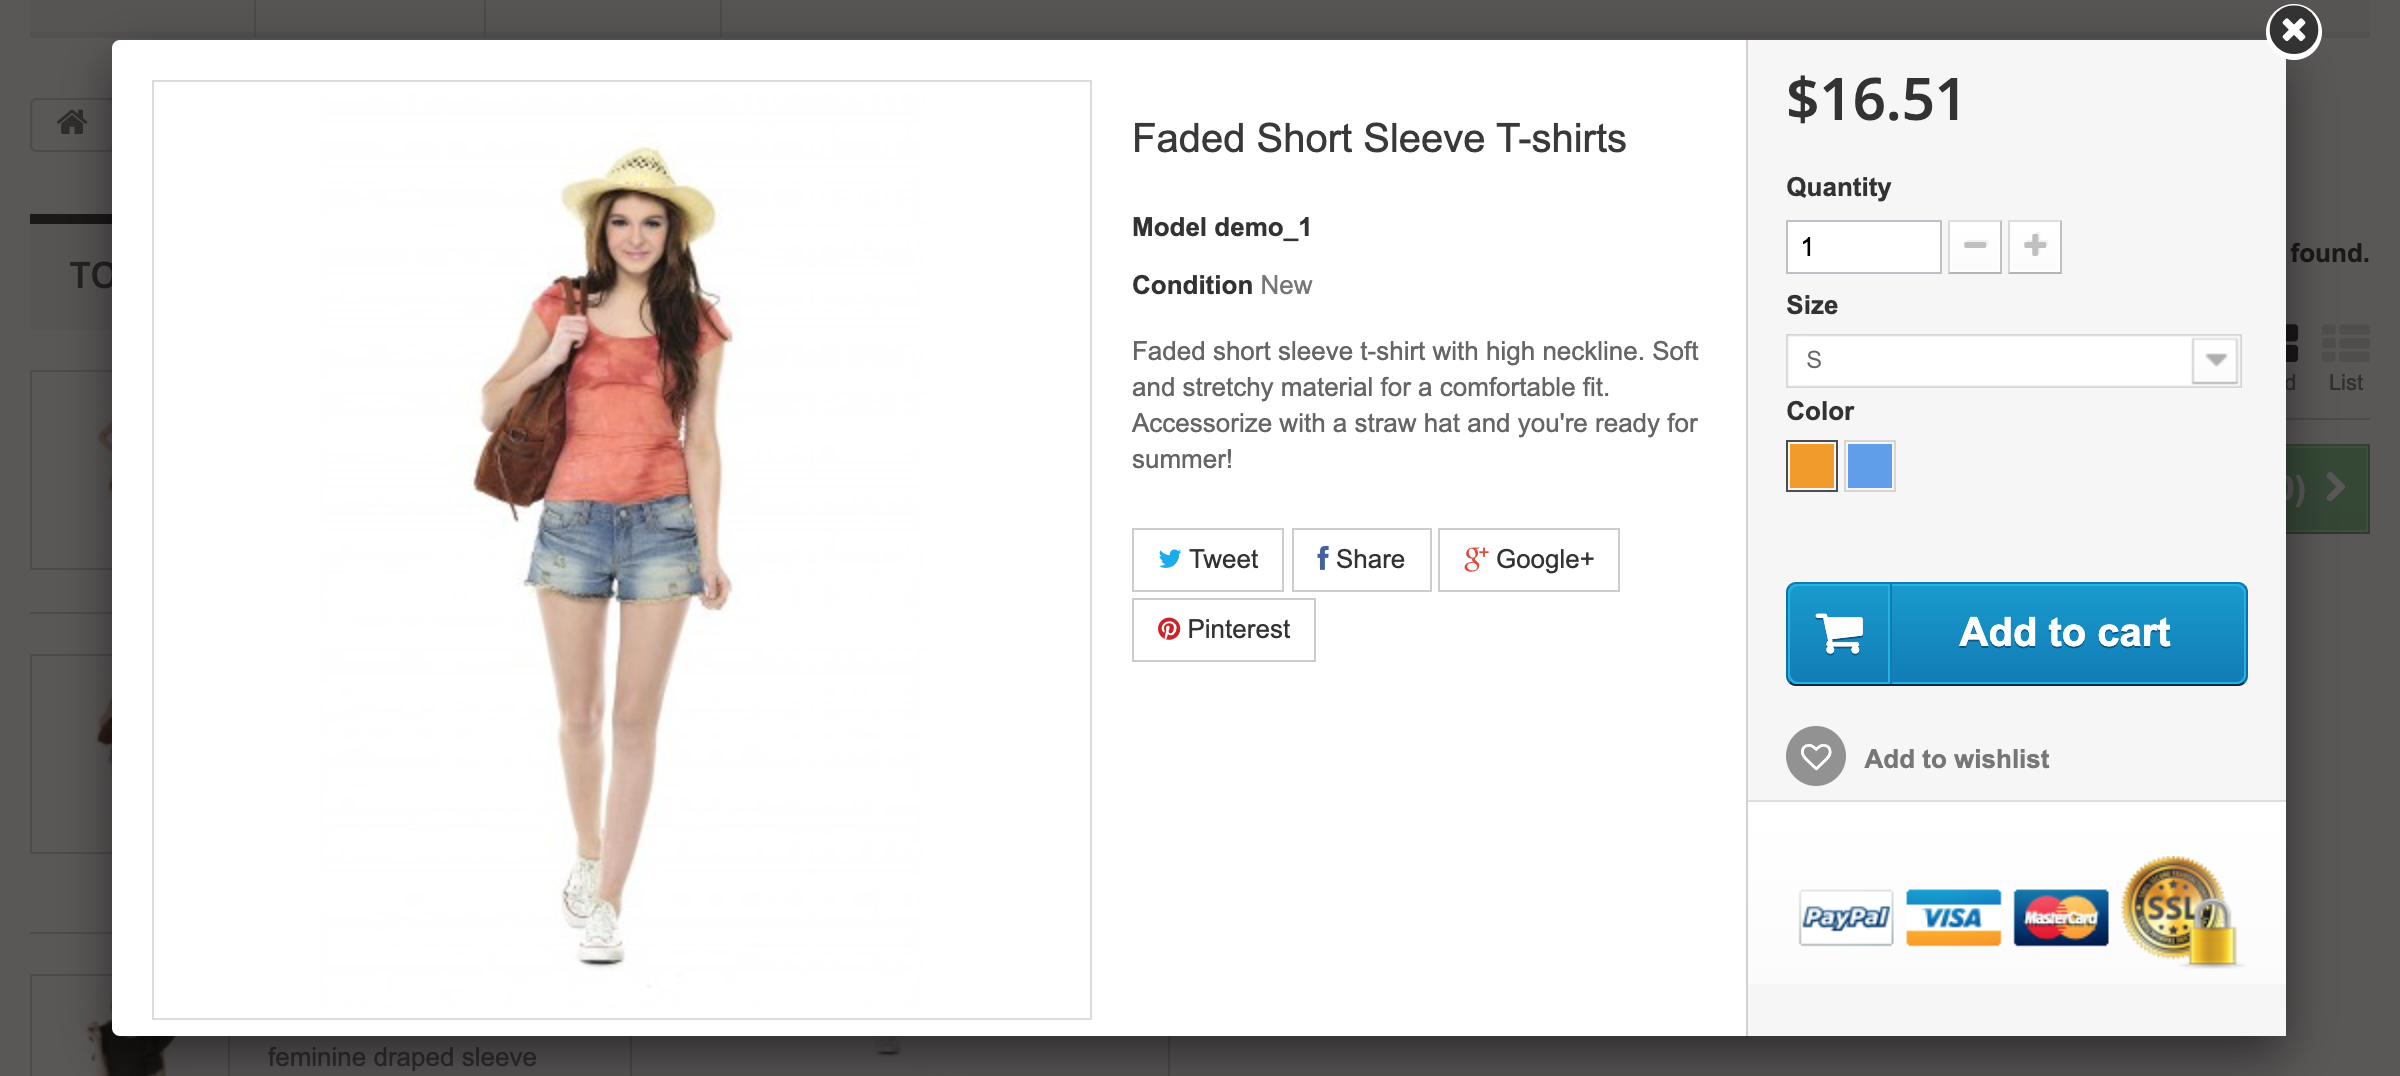 Faded Short Sleeve T-shirts
Model demo_1
Condition New
Faded short sleeve t-shirt with high neckline. Soft
and stretchy material for a comfortable fit.
Accessorize with a straw hat and you're ready for
summer!
Tweet
Share
Google+
Pinterest
$16.51
Quantity
1
Size
S
Color
Add to cart
Add to wishlist
PayPal
VISA
MasterCard
SSL
TO
found.
d
List
)
feminine draped sleeve